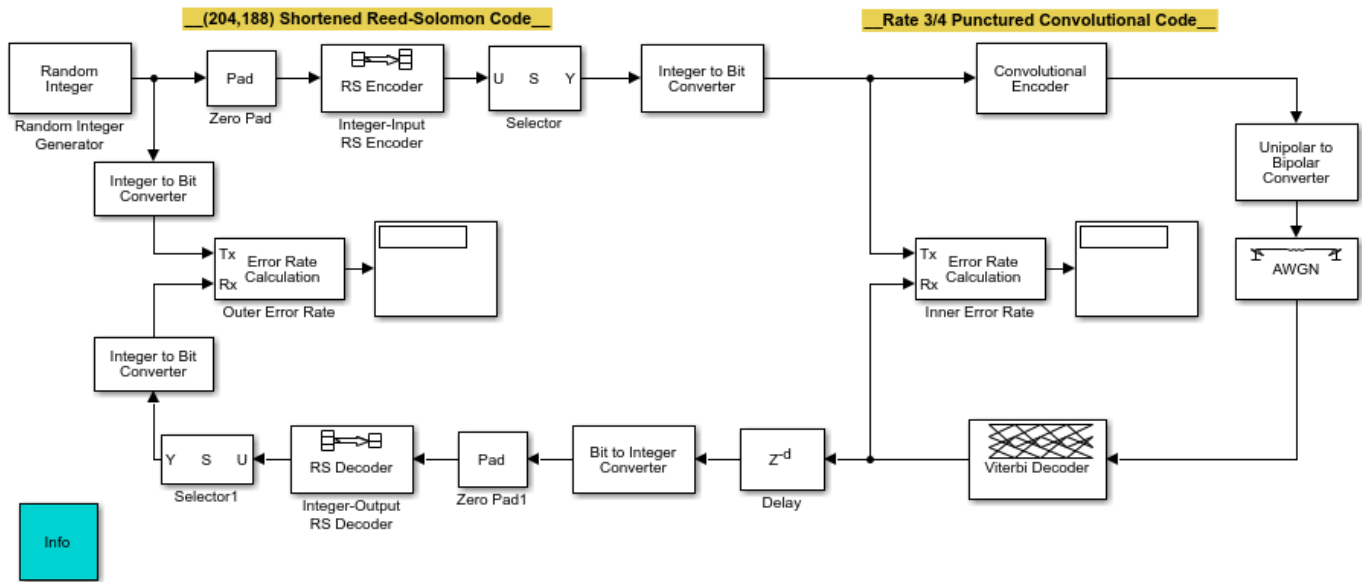 __(204,188) Shortened Reed-Solomon Code__
__Rate 3/4 Punctured Convolutional Code__
Random
Integer
Random Integer
Generator
Pad
Zero Pad
RS Encoder
Integer-Input
RS Encoder
U S Y
Selector
Integer to Bit
Converter
Convolutional
Encoder
Unipolar to
Bipolar
Converter
AWGN
Integer to Bit
Converter
Tx
Rx
Error Rate
Calculation
Outer Error Rate
Tx
Rx
Error Rate
Calculation
Inner Error Rate
Integer to Bit
Converter
Y S U
Selector1
RS Decoder
Integer-Output
RS Decoder
Pad
Zero Pad1
Bit to Integer
Converter
Z-d
Delay
Viterbi Decoder
Info